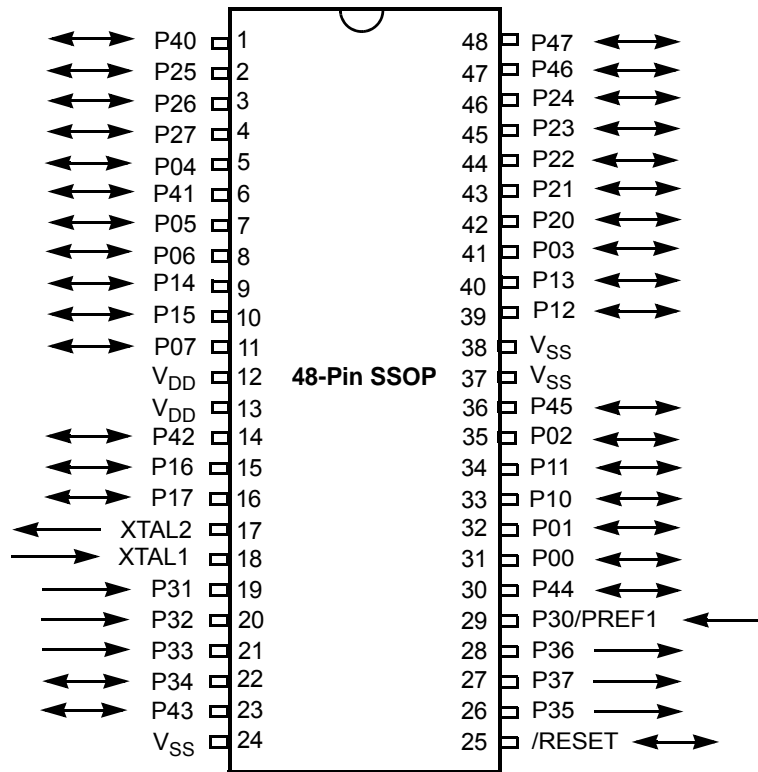 P40 1 48 P47
P25 2 47 P46
P26 3 46 P24
P27 4 45 P23
P04 5 44 P22
P41 6 43 P21
P05 7 42 P20
P06 8 41 P03
P14 9 40 P13
P15 10 39 P12
P07 11 38 VSS
VDD 12 48-Pin SSOP 37 VSS
VDD 13 36 P45
P42 14 35 P02
P16 15 34 P11
P17 16 33 P10
XTAL2 17 32 P01
XTAL1 18 31 P00
P31 19 30 P44
P32 20 29 P30/PREF1
P33 21 28 P36
P34 22 27 P37
P43 23 26 P35
VSS 24 25 /RESET